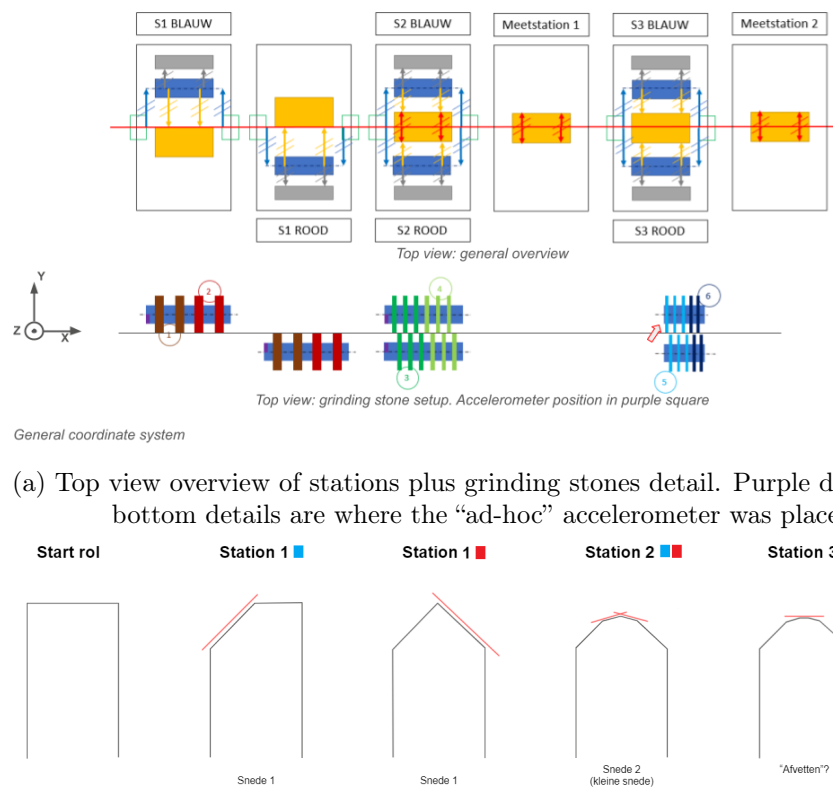 S1 BLAUW
S2 BLAUW
Meetstation 1
S3 BLAUW
Meetstation 2
S1 ROOD
S2 ROOD
S3 ROOD
Top view: general overview
Y
Z
X
2
4
6
1
3
5
Top view: grinding stone setup. Accelerometer position in purple square
General coordinate system
(a) Top view overview of stations plus grinding stones detail. Purple d
bottom details are where the “ad-hoc” accelerometer was place
Start rol
Station 1
Station 1
Station 2
Station 3
Snede 1
Snede 1
Snede 2
(kleine snede)
"Afvetten"?